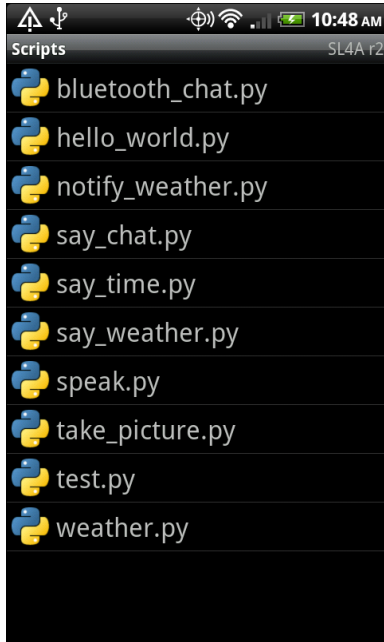 10:48 AM
Scripts SL4A r2
bluetooth_chat.py
hello_world.py
notify_weather.py
say_chat.py
say_time.py
say_weather.py
speak.py
take_picture.py
test.py
weather.py